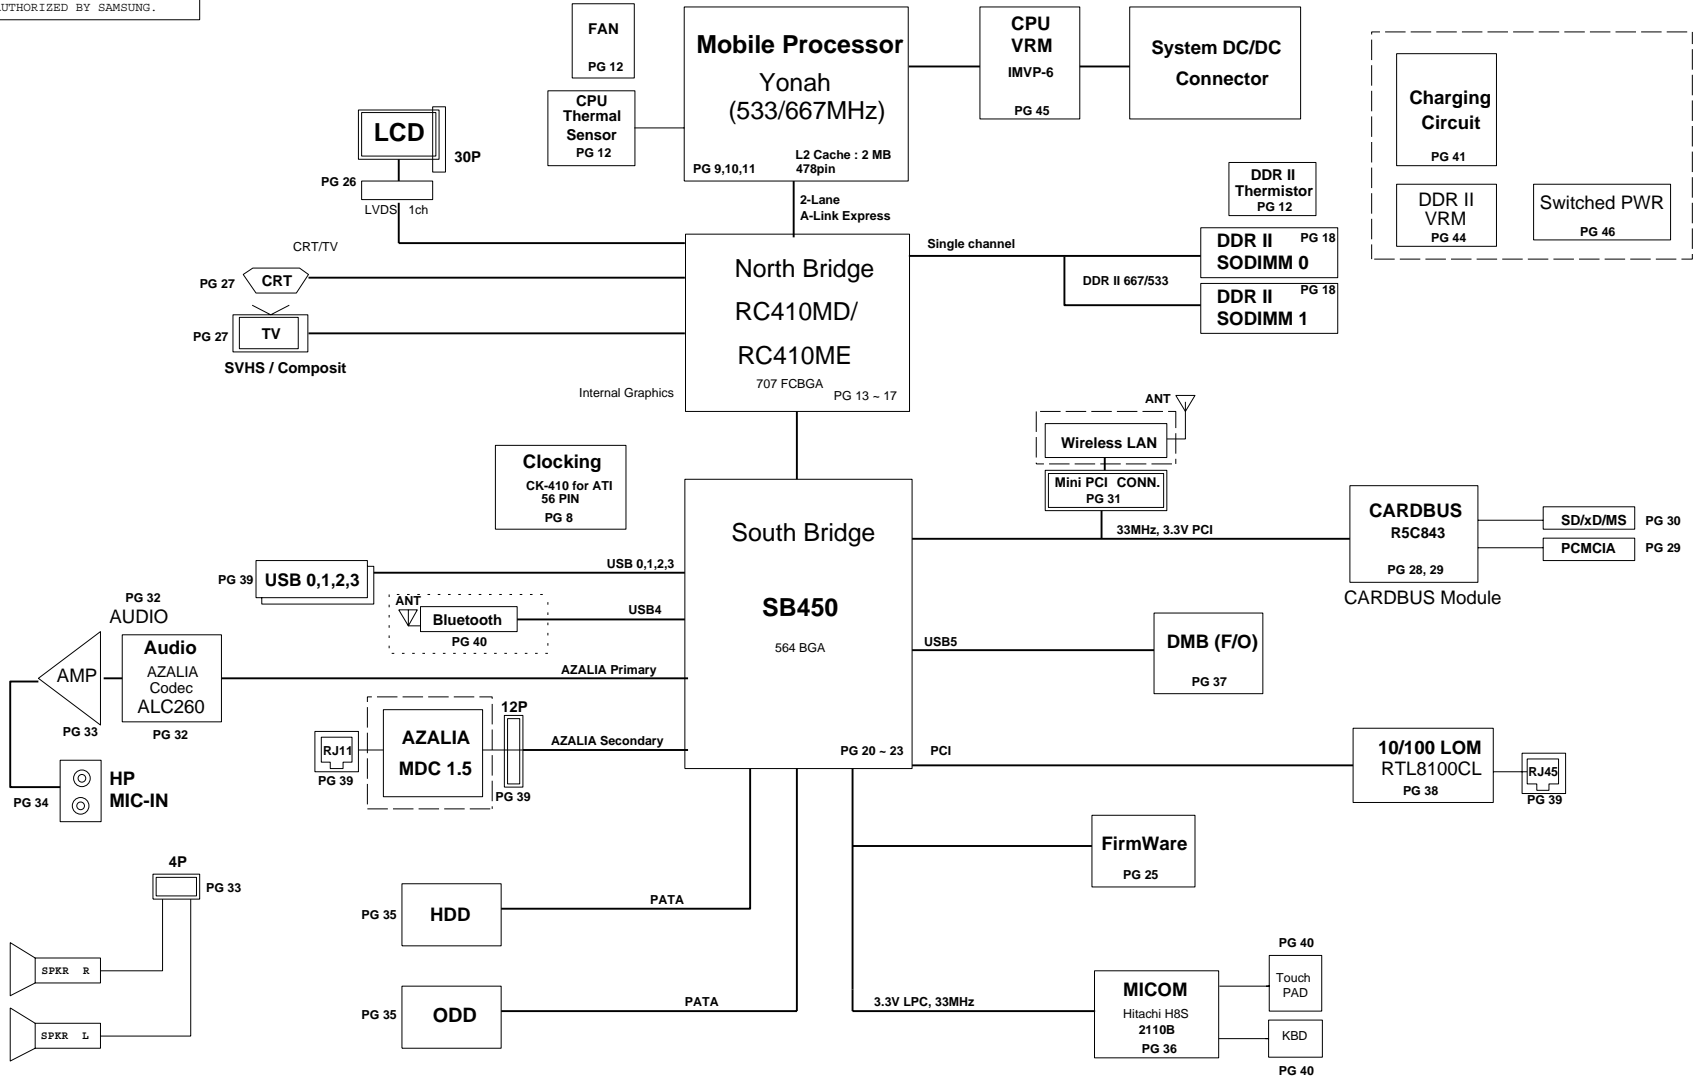 AUTHORIZED BY SAMSUNG.
FAN
PG 12
CPU
Thermal
Sensor
PG 12
Mobile Processor
Yonah
(533/667MHz)
L2 Cache : 2 MB
PG 9,10,11
478pin
CPU
VRM
IMVP-6
PG 45
System DC/DC
Connector
Charging
Circuit
PG 41
DDR II
VRM
PG 44
Switched PWR
PG 46
LCD
30P
PG 26
LVDS 1ch
2-Lane
A-Link Express
DDR II
Thermistor
PG 12
CRT/TV
PG 27
CRT
PG 27
TV
SVHS / Composit
North Bridge
RC410MD/
RC410ME
707 FCBGA
PG 13 ~ 17
Internal Graphics
Single channel
DDR II 667/533
DDR II
PG 18
SODIMM 0
DDR II
PG 18
SODIMM 1
Clocking
CK-410 for ATI
56 PIN
PG 8
ANT
Wireless LAN
Mini PCI CONN.
PG 31
33MHz, 3.3V PCI
CARDBUS
R5C843
PG 28, 29
CARDBUS Module
SD/xD/MS
PG 30
PCMCIA
PG 29
South Bridge
SB450
564 BGA
PG 20 ~ 23
PG 39
USB 0,1,2,3
USB 0,1,2,3
ANT
Bluetooth
PG 40
USB4
USB5
DMB (F/O)
PG 37
PG 32
AUDIO
AMP
PG 33
Audio
AZALIA
Codec
ALC260
PG 32
AZALIA Primary
HP
MIC-IN
PG 34
RJ11
PG 39
AZALIA
MDC 1.5
12P
PG 39
AZALIA Secondary
PCI
10/100 LOM
RTL8100CL
PG 38
RJ45
PG 39
FirmWare
PG 25
4P
PG 33
SPKR R
SPKR L
PG 35
HDD
PATA
PG 35
ODD
PATA
3.3V LPC, 33MHz
MICOM
Hitachi H8S
2110B
PG 36
PG 40
Touch
PAD
KBD
PG 40